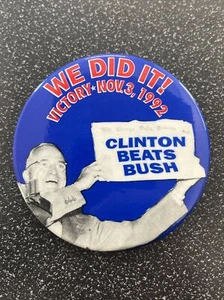 WE DID IT!
VICTORY·NOV.3, 1992
CLINTON
BEATS
BUSH